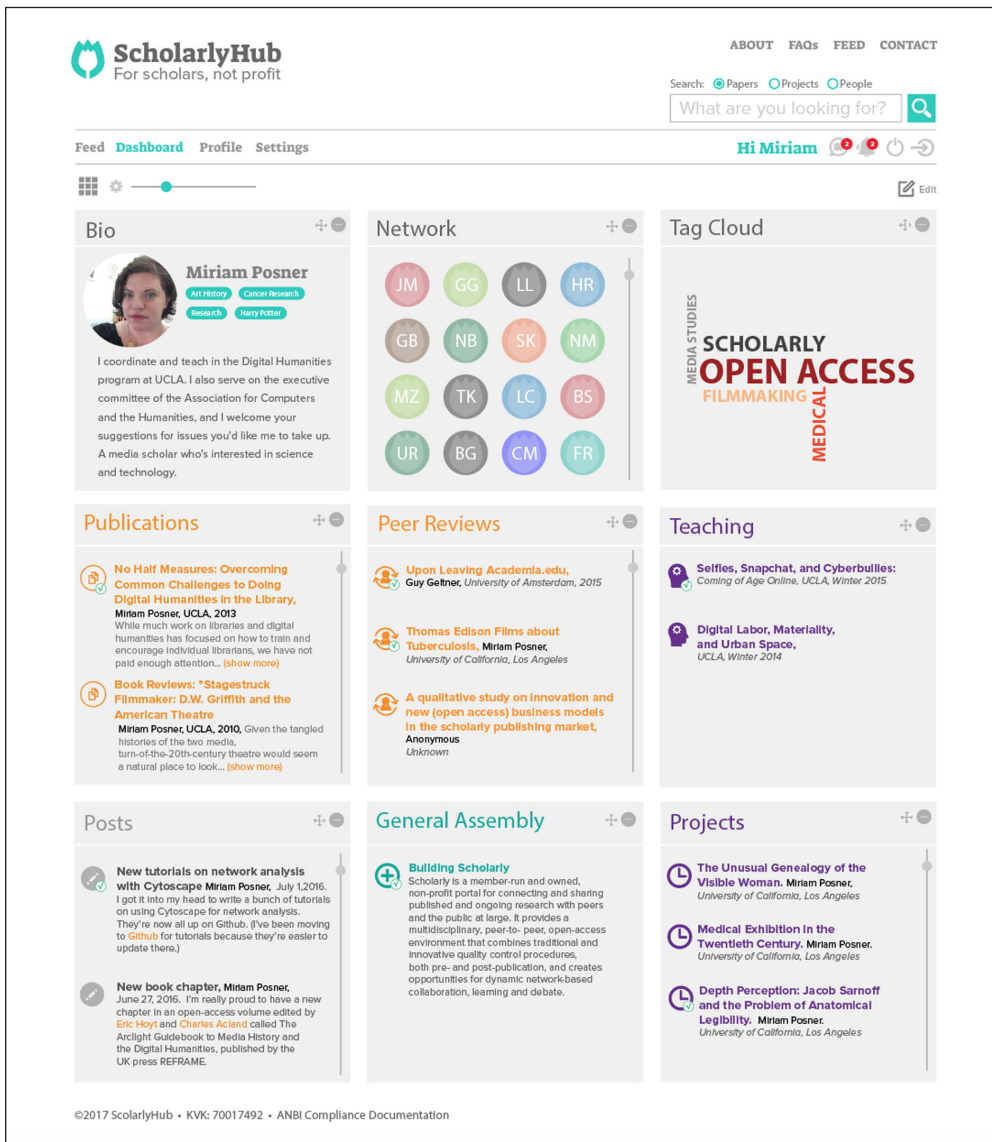 ScholarlyHub
For scholars, not profit
ABOUT FAQs FEED CONTACT
Search: Papers Projects People
What are you looking for?
Feed Dashboard Profile Settings
Hi Miriam 2 2
Edit
Bio
Miriam Posner
Art History Cancer Research
Research Harry Potter
I coordinate and teach in the Digital Humanities
program at UCLA. I also serve on the executive
committee of the Association for Computers
and the Humanities, and I welcome your
suggestions for issues you'd like me to take up.
A media scholar who's interested in science
and technology.
Network
JM GG LL HR
GB NB SK NM
MZ TK LC BS
UR BG CM FR
Tag Cloud
MEDIA STUDIES
SCHOLARLY
OPEN ACCESS
FILMMAKING
MEDICAL
Publications
No Half Measures: Overcoming
Common Challenges to Doing
Digital Humanities in the Library,
Miriam Posner, UCLA, 2013
While much work on libraries and digital
humanities has focused on how to train and
encourage individual librarians, we have not
paid enough attention... (show more)
Book Reviews: "Stagestruck
Filmmaker: D.W. Griffith and the
American Theatre
Miriam Posner, UCLA, 2010, Given the tangled
histories of the two media,
turn-of-the-20th-century theatre would seem
a natural place to look... (show more)
Peer Reviews
Upon Leaving Academia.edu,
Guy Geltner, University of Amsterdam, 2015
Thomas Edison Films about
Tuberculosis, Miriam Posner,
University of California, Los Angeles
A qualitative study on innovation and
new (open access) business models
in the scholarly publishing market,
Anonymous
Unknown
Teaching
Selfies, Snapchat, and Cyberbullies:
Coming of Age Online, UCLA, Winter 2015
Digital Labor, Materiality,
and Urban Space,
UCLA, Winter 2014
Posts
New tutorials on network analysis
with Cytoscape Miriam Posner, July 1,2016.
I got it into my head to write a bunch of tutorials
on using Cytoscape for network analysis.
They're now all up on Github. (I've been moving
to Github for tutorials because they're easier to
update there.)
New book chapter, Miriam Posner,
June 27, 2016. I'm really proud to have a new
chapter in an open-access volume edited by
Eric Hoyt and Charles Acland called The
Arclight Guidebook to Media History and
the Digital Humanities, published by the
UK press REFRAME.
General Assembly
Building Scholarly
Scholarly is a member-run and owned,
non-profit portal for connecting and sharing
published and ongoing research with peers
and the public at large. It provides a
multidisciplinary, peer-to- peer, open-access
environment that combines traditional and
innovative quality control procedures,
both pre- and post-publication, and creates
opportunities for dynamic network-based
collaboration, learning and debate.
Projects
The Unusual Genealogy of the
Visible Woman. Miriam Posner,
University of California, Los Angeles
Medical Exhibition in the
Twentieth Century. Miriam Posner.
University of California, Los Angeles
Depth Perception: Jacob Sarnoff
and the Problem of Anatomical
Legibility. Miriam Posner.
University of California, Los Angeles
©2017 ScolarlyHub • KVK: 70017492 • ANBI Compliance Documentation